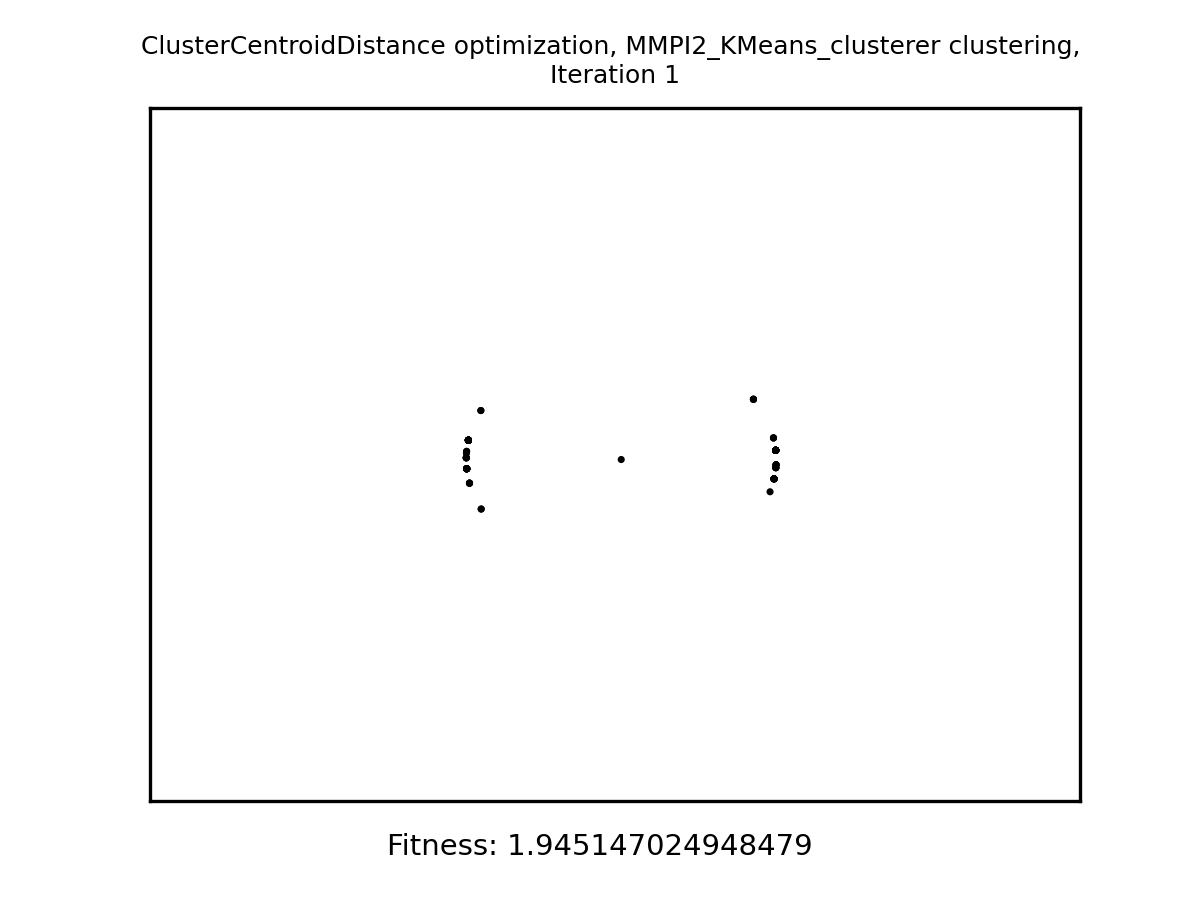 ClusterCentroidDistance optimization, MMPI2_KMeans_clusterer clustering,
Iteration 1
Fitness: 1.945147024948479